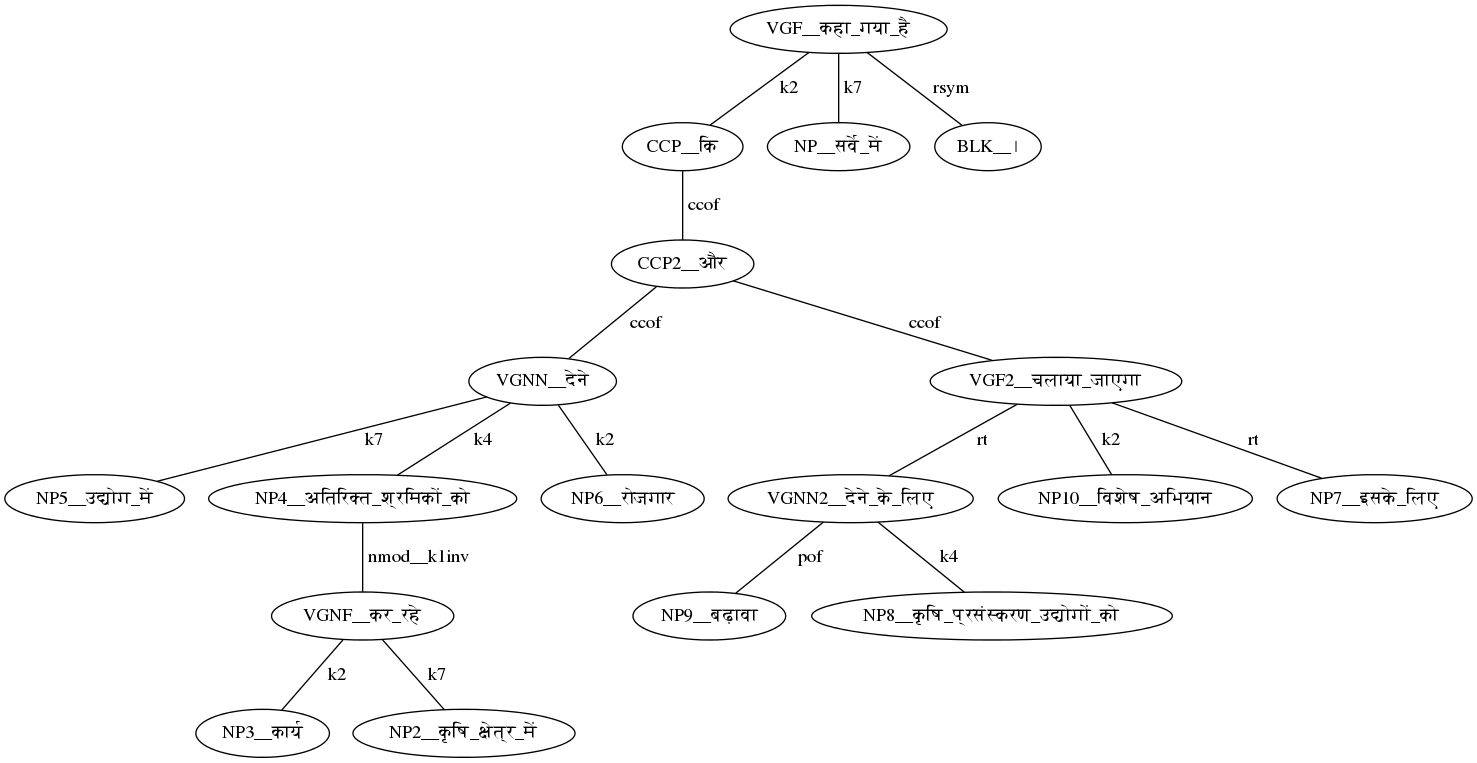 VGF__कहा_गया_है
k2 k7 rsym
CCP__कि NP__सर्वे_में BLK__।
ccof
CCP2__और
ccof ccof
VGNN__देने VGF2__चलाया_जाएगा
k7 k4 k2 rt k2 rt
NP5__उद्योग_में NP4__अतिरिक्त_श्रमिकों_को NP6__रोजगार VGNN2__देने_के_लिए NP10__विशेष_अभियान NP7__इसके_लिए
nmod__k1inv pof k4
VGNF__कर_रहे NP9__बढ़ावा NP8__कृषि_प्रसंस्करण_उद्योगों_को
k2 k7
NP3__कार्य NP2__कृषि_क्षेत्र_में